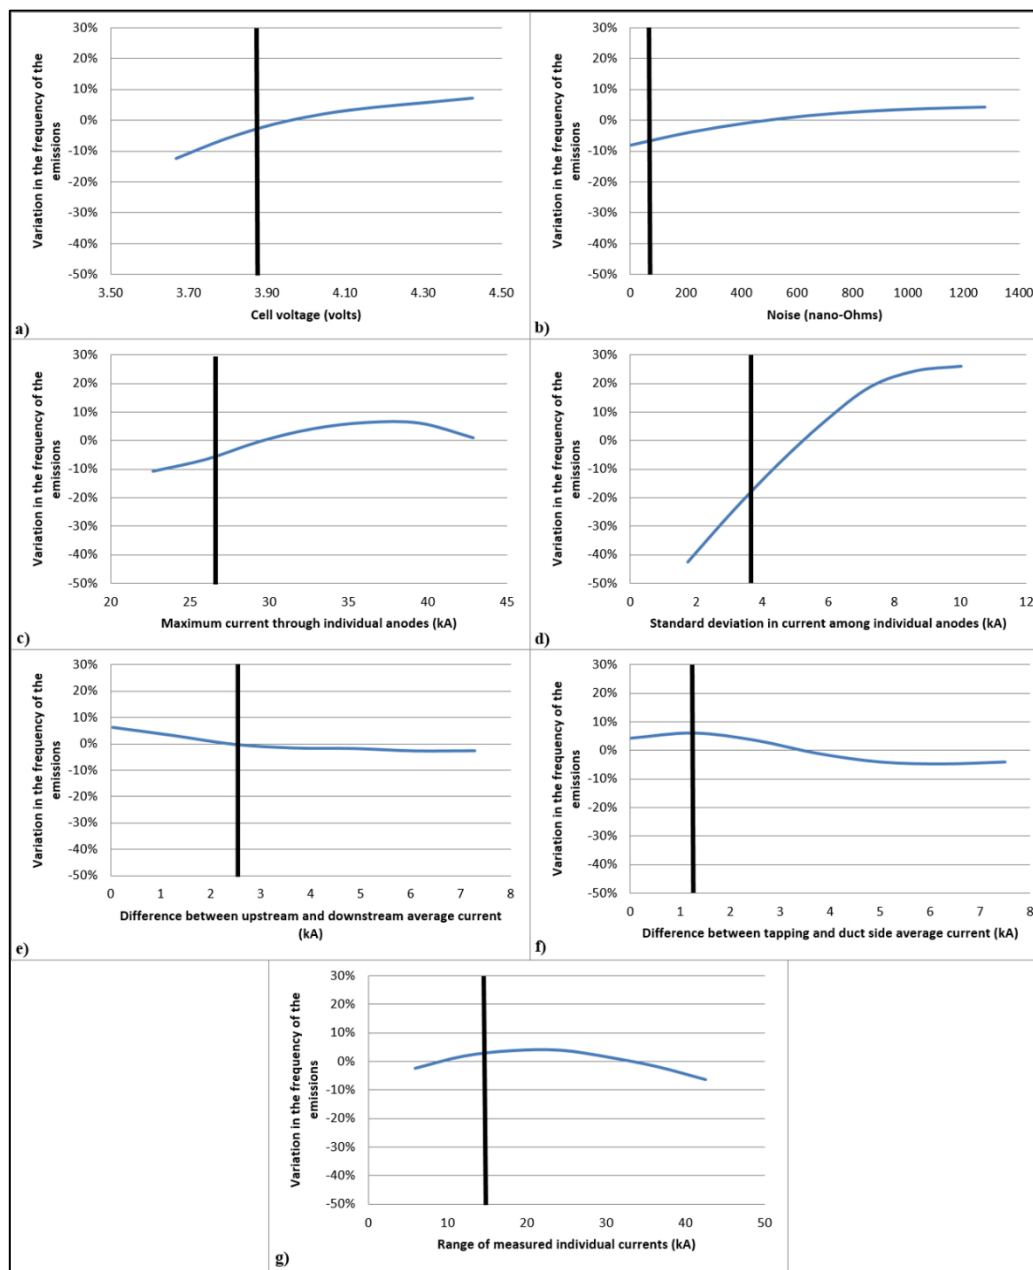 30%
20%
10%
0%
-10%
-20%
-30%
-40%
-50%
Variation in the frequency of the
emissions
3.50 3.70 3.90 4.10 4.30 4.50
Cell voltage (volts)
a)
30%
20%
10%
0%
-10%
-20%
-30%
-40%
-50%
Variation in the frequency of the
emissions
0 200 400 600 800 1000 1200 1400
Noise (nano-Ohms)
b)
30%
20%
10%
0%
-10%
-20%
-30%
-40%
-50%
Variation in the frequency of the
emissions
20 25 30 35 40 45
Maximum current through individual anodes (kA)
c)
30%
20%
10%
0%
-10%
-20%
-30%
-40%
-50%
Variation in the frequency of the
emissions
0 2 4 6 8 10 12
Standard deviation in current among individual anodes (kA)
d)
30%
20%
10%
0%
-10%
-20%
-30%
-40%
-50%
Variation in the frequency of the
emissions
0 1 2 3 4 5 6 7 8
Difference between upstream and downstream average current
(kA)
e)
30%
20%
10%
0%
-10%
-20%
-30%
-40%
-50%
Variation in the frequency of the
emissions
0 1 2 3 4 5 6 7 8
Difference between tapping and duct side average current (kA)
f)
30%
20%
10%
0%
-10%
-20%
-30%
-40%
-50%
Variation in the frequency of the
emissions
0 10 20 30 40 50
Range of measured individual currents (kA)
g)